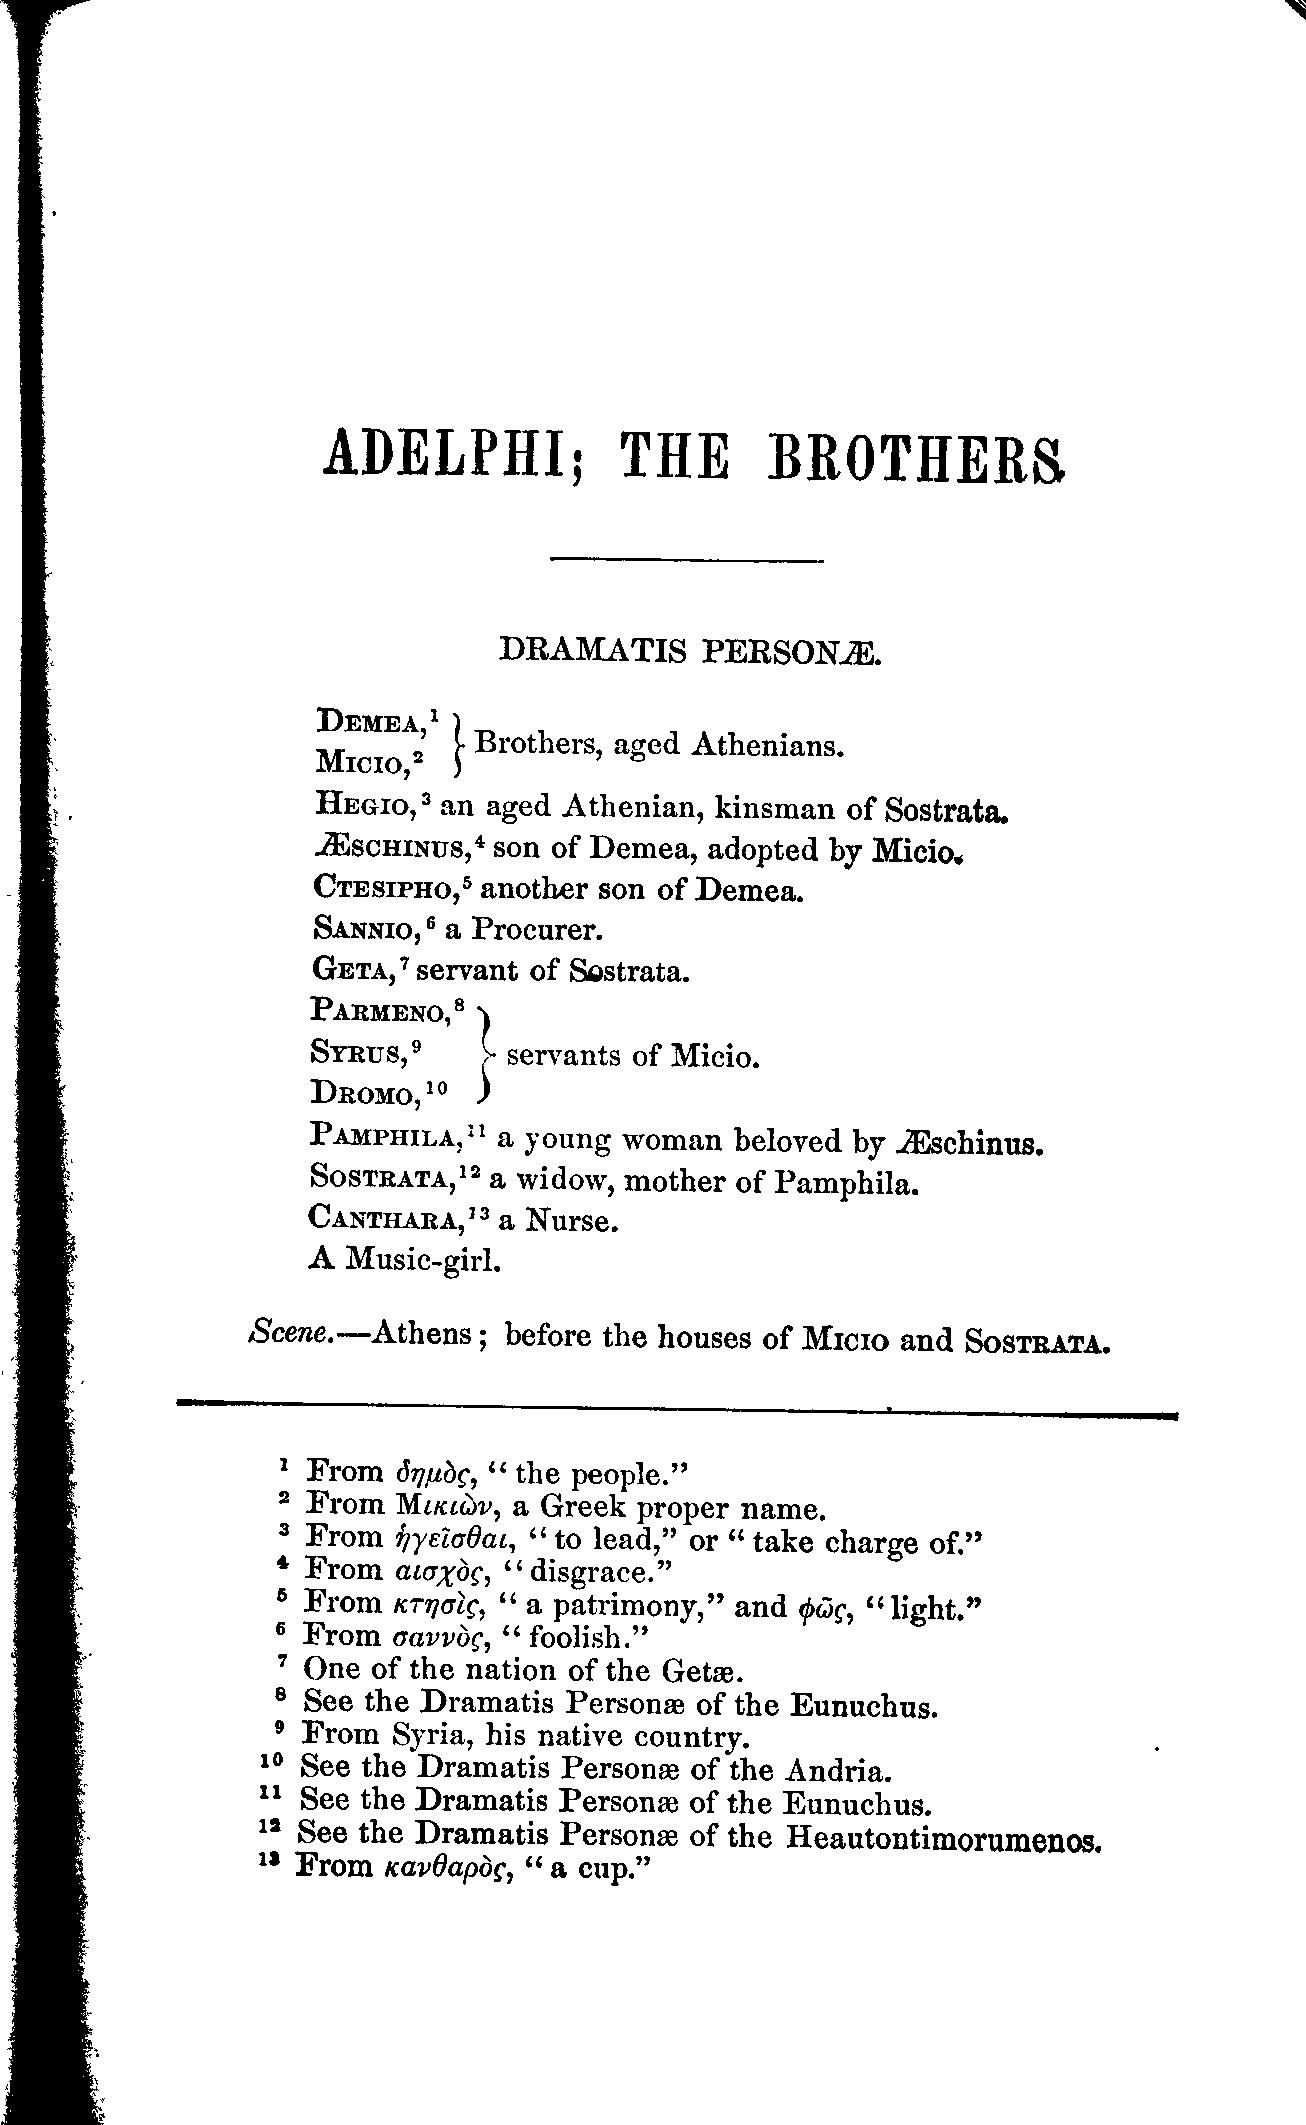 ADELPHI; THE BROTHERS.
DRAMATIS PERSONÆ.
DEMEA,¹
MICIO,²
} Brothers, aged Athenians.
HEGIO,³ an aged Athenian, kinsman of Sostrata.
ÆSCHINUS,⁴ son of Demea, adopted by Micio.
CTESIPHO,⁵ another son of Demea.
SANNIO,⁶ a Procurer.
GETA,⁷ servant of Sostrata.
PARMENO,⁸
SYRUS,⁹ } servants of Micio.
DROMO,¹⁰
PAMPHILA,¹¹ a young woman beloved by Æschinus.
SOSTRATA,¹² a widow, mother of Pamphila.
CANTHARA,¹³ a Nurse.
A Music-girl.
Scene.—Athens; before the houses of MICIO and SOSTRATA.
¹ From δημὸς, “the people.”
² From Μικιὼν, a Greek proper name.
³ From ἡγεῖσθαι, “to lead,” or “take charge of.”
⁴ From αισχὸς, “disgrace.”
⁵ From κτησὶς, “a patrimony,” and φῶς, “light.”
⁶ From σαννὸς, “foolish.”
⁷ One of the nation of the Getæ.
⁸ See the Dramatis Personæ of the Eunuchus.
⁹ From Syria, his native country.
¹⁰ See the Dramatis Personæ of the Andria.
¹¹ See the Dramatis Personæ of the Eunuchus.
¹² See the Dramatis Personæ of the Heautontimorumenos.
¹³ From κανθαρὸς, “a cup.”